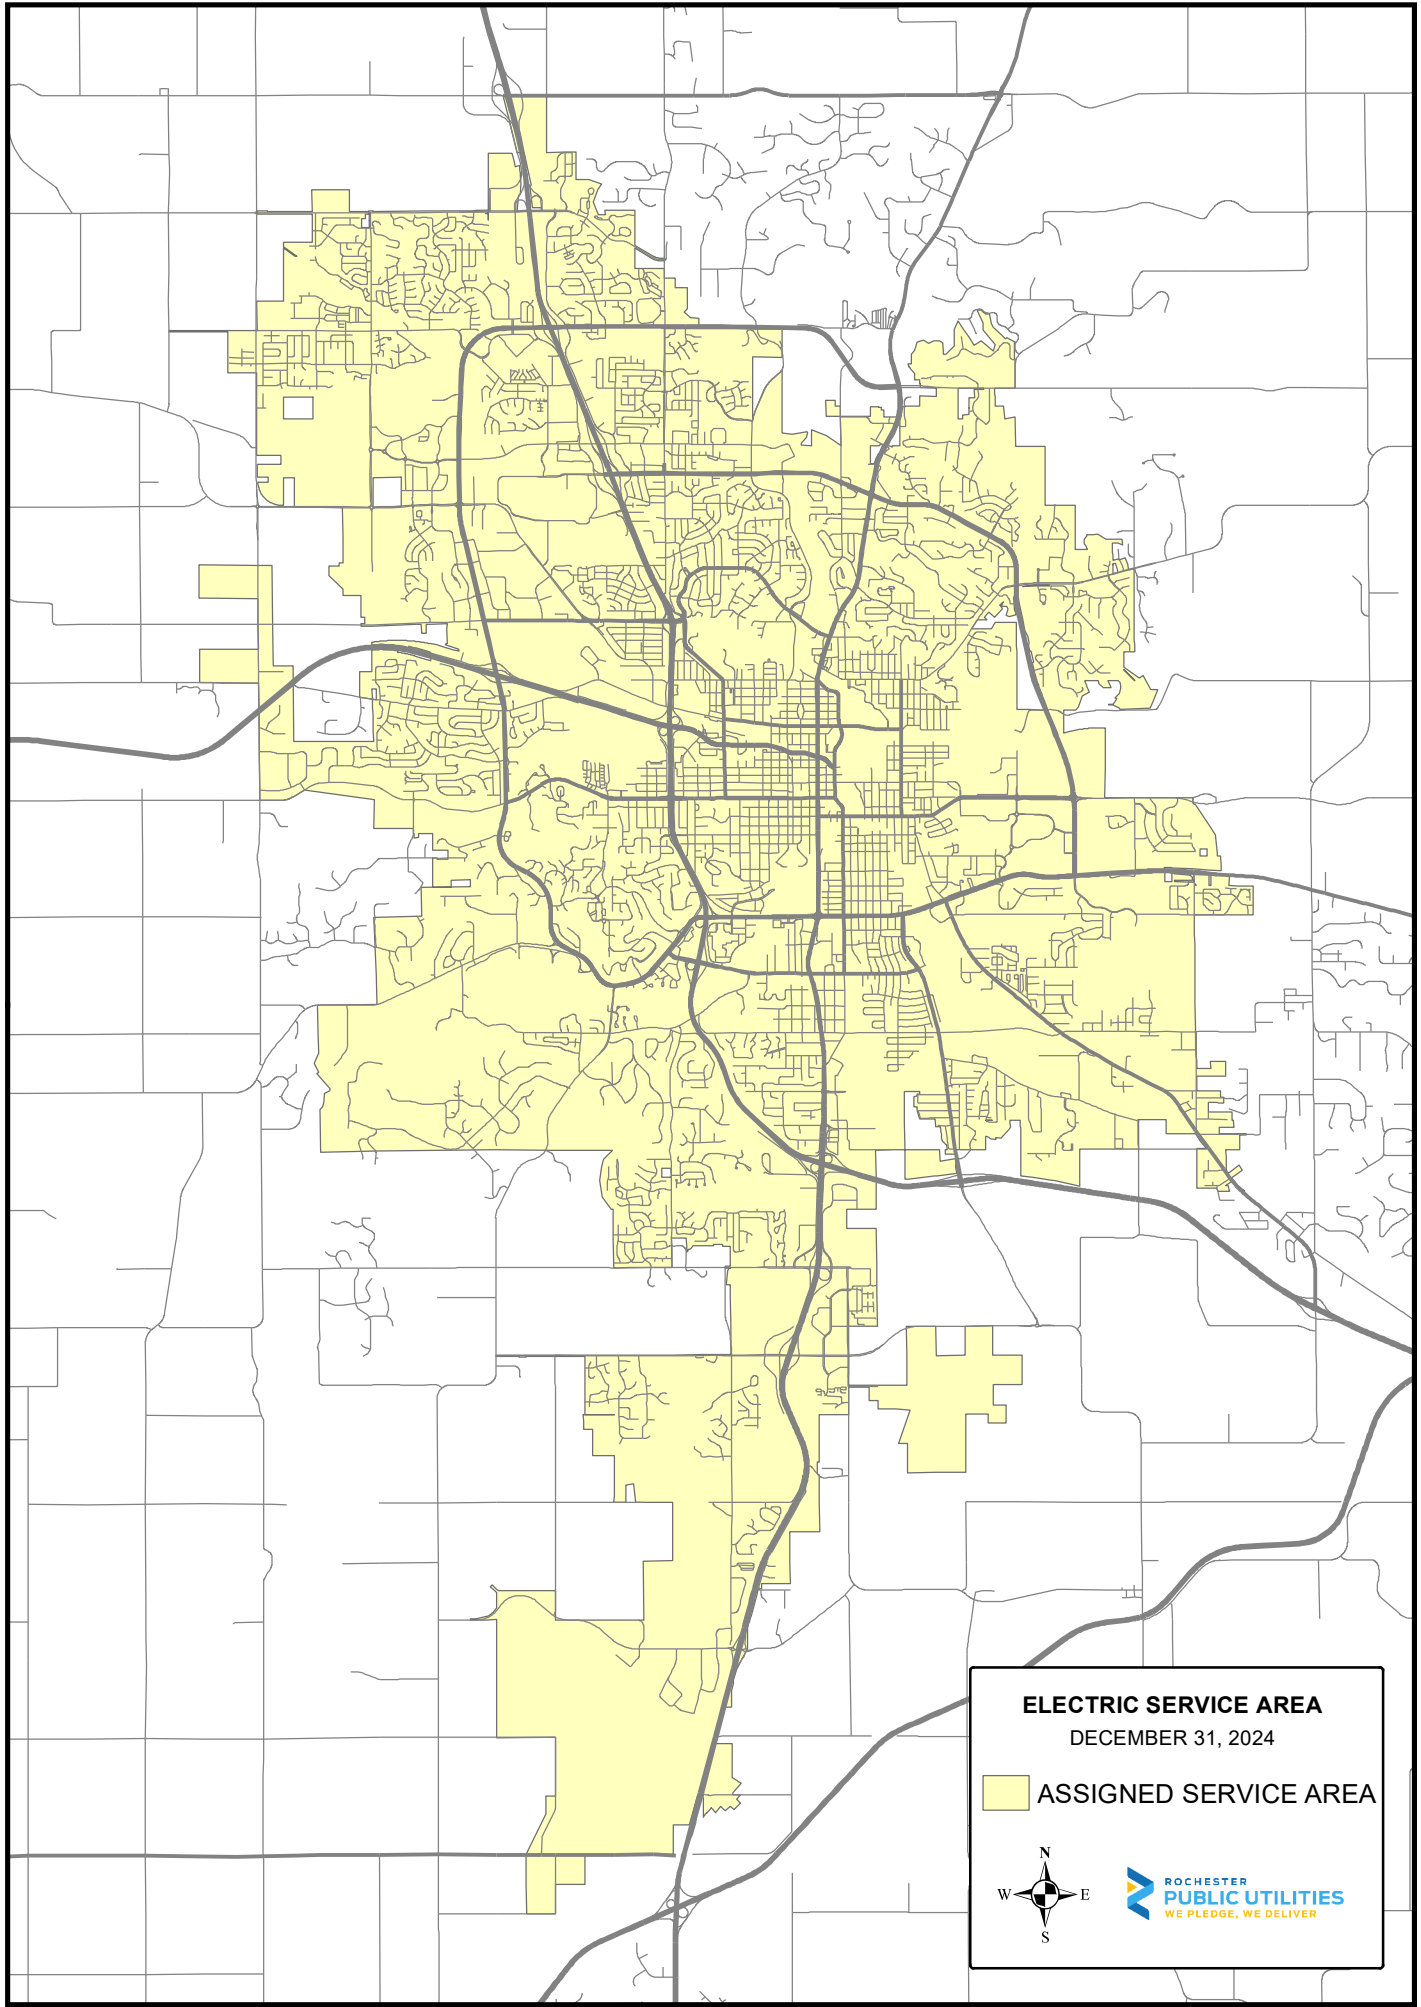 ELECTRIC SERVICE AREA
DECEMBER 31, 2024
ASSIGNED SERVICE AREA
N
W E
S
ROCHESTER
PUBLIC UTILITIES
WE PLEDGE, WE DELIVER